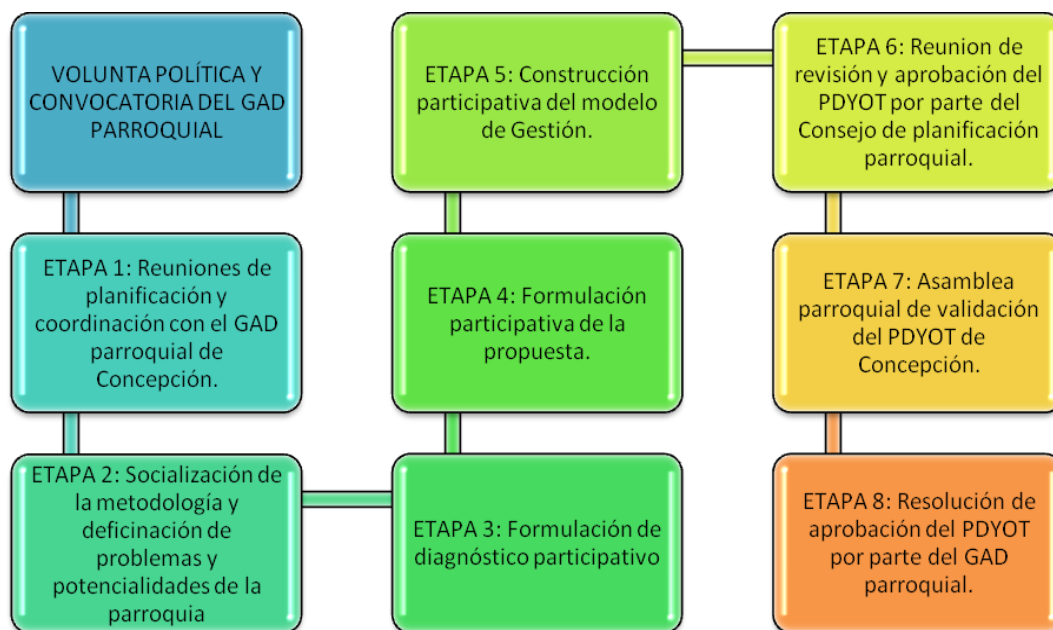 VOLUNTA POLÍTICA Y
CONVOCATORIA DEL GAD
PARROQUIAL
ETAPA 1: Reuniones de
planificación y
coordinación con el GAD
parroquial de
Concepción.
ETAPA 2: Socialización de
la metodología y
deficinación de
problemas y
potencialidades de la
parroquia
ETAPA 3: Formulación de
diagnóstico participativo
ETAPA 4: Formulación
participativa de la
propuesta.
ETAPA 5: Construcción
participativa del modelo
de Gestión.
ETAPA 6: Reunion de
revisión y aprobación del
PDYOT por parte del
Consejo de planificación
parroquial.
ETAPA 7: Asamblea
parroquial de validación
del PDYOT de
Concepción.
ETAPA 8: Resolución de
aprobación del PDYOT
por parte del GAD
parroquial.